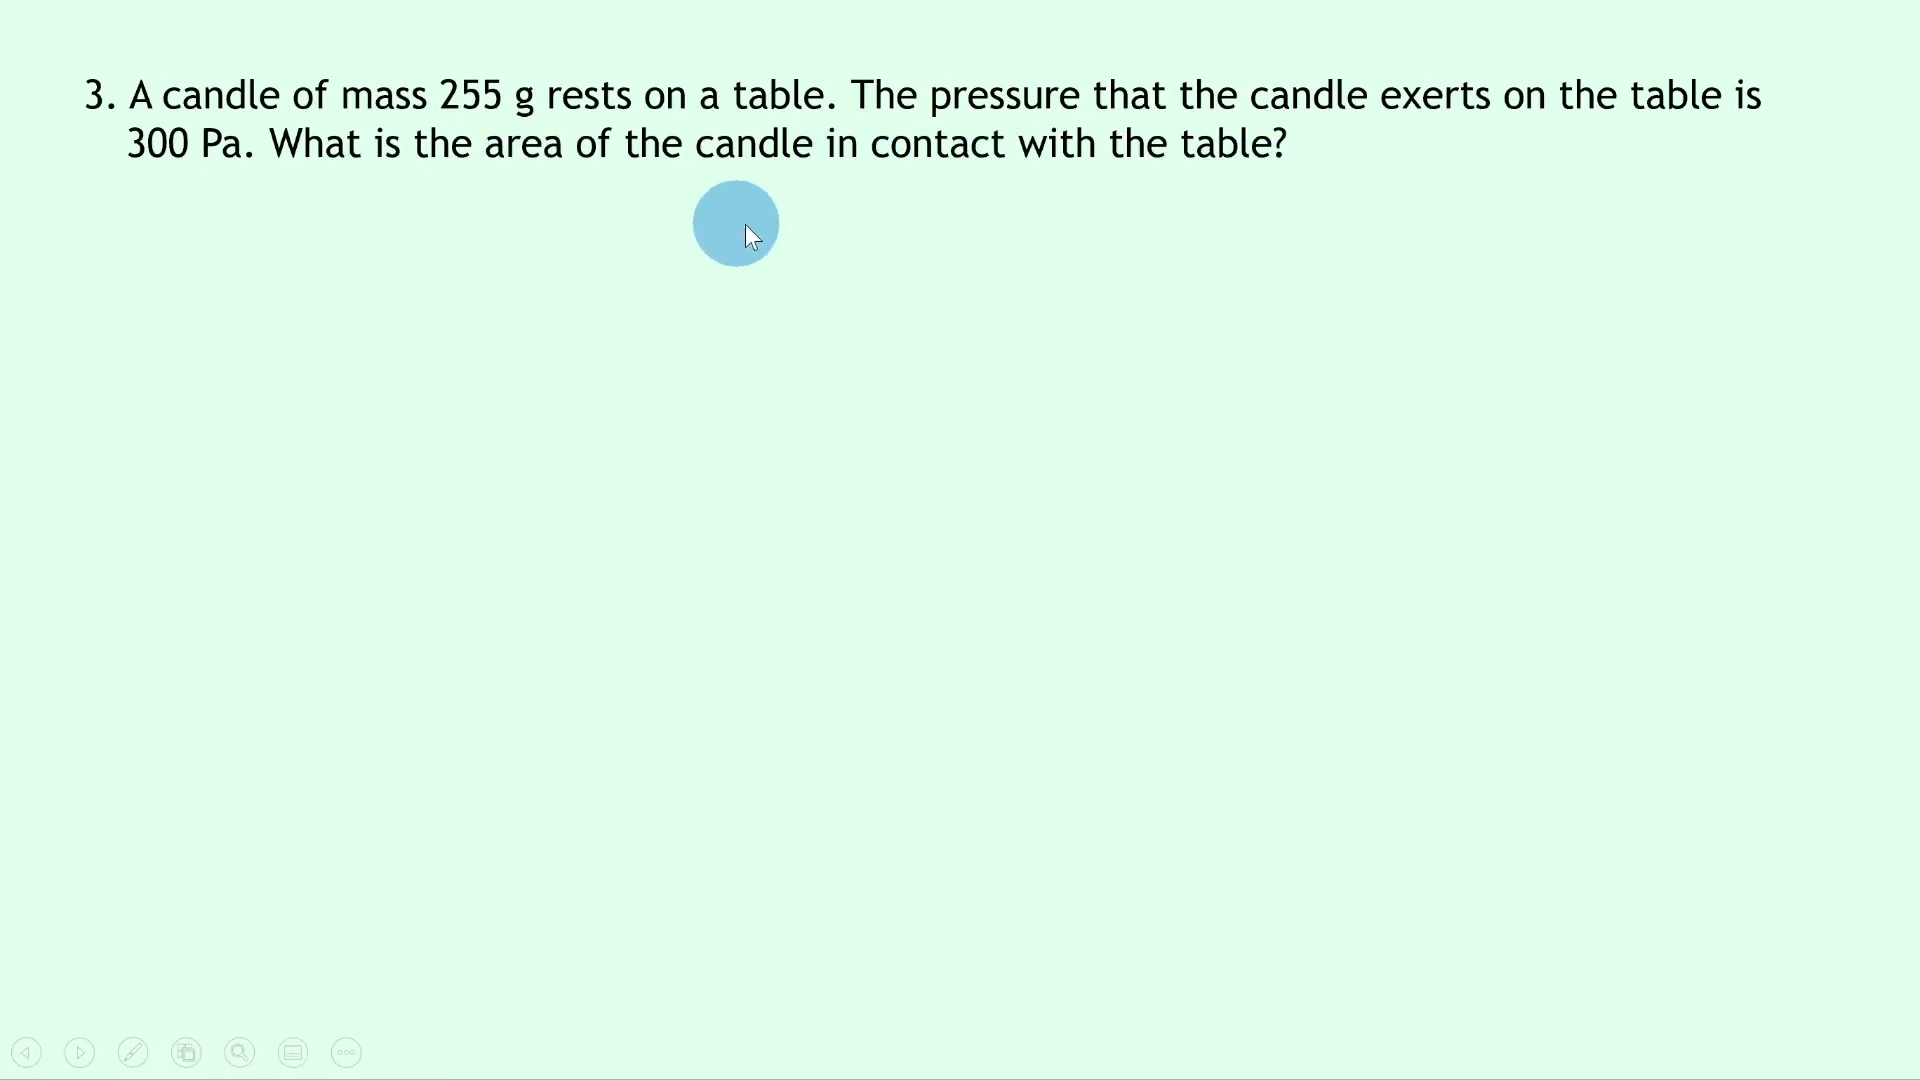 3. A candle of mass 255 g rests on a table. The pressure that the candle exerts on the table is
300 Pa. What is the area of the candle in contact with the table?